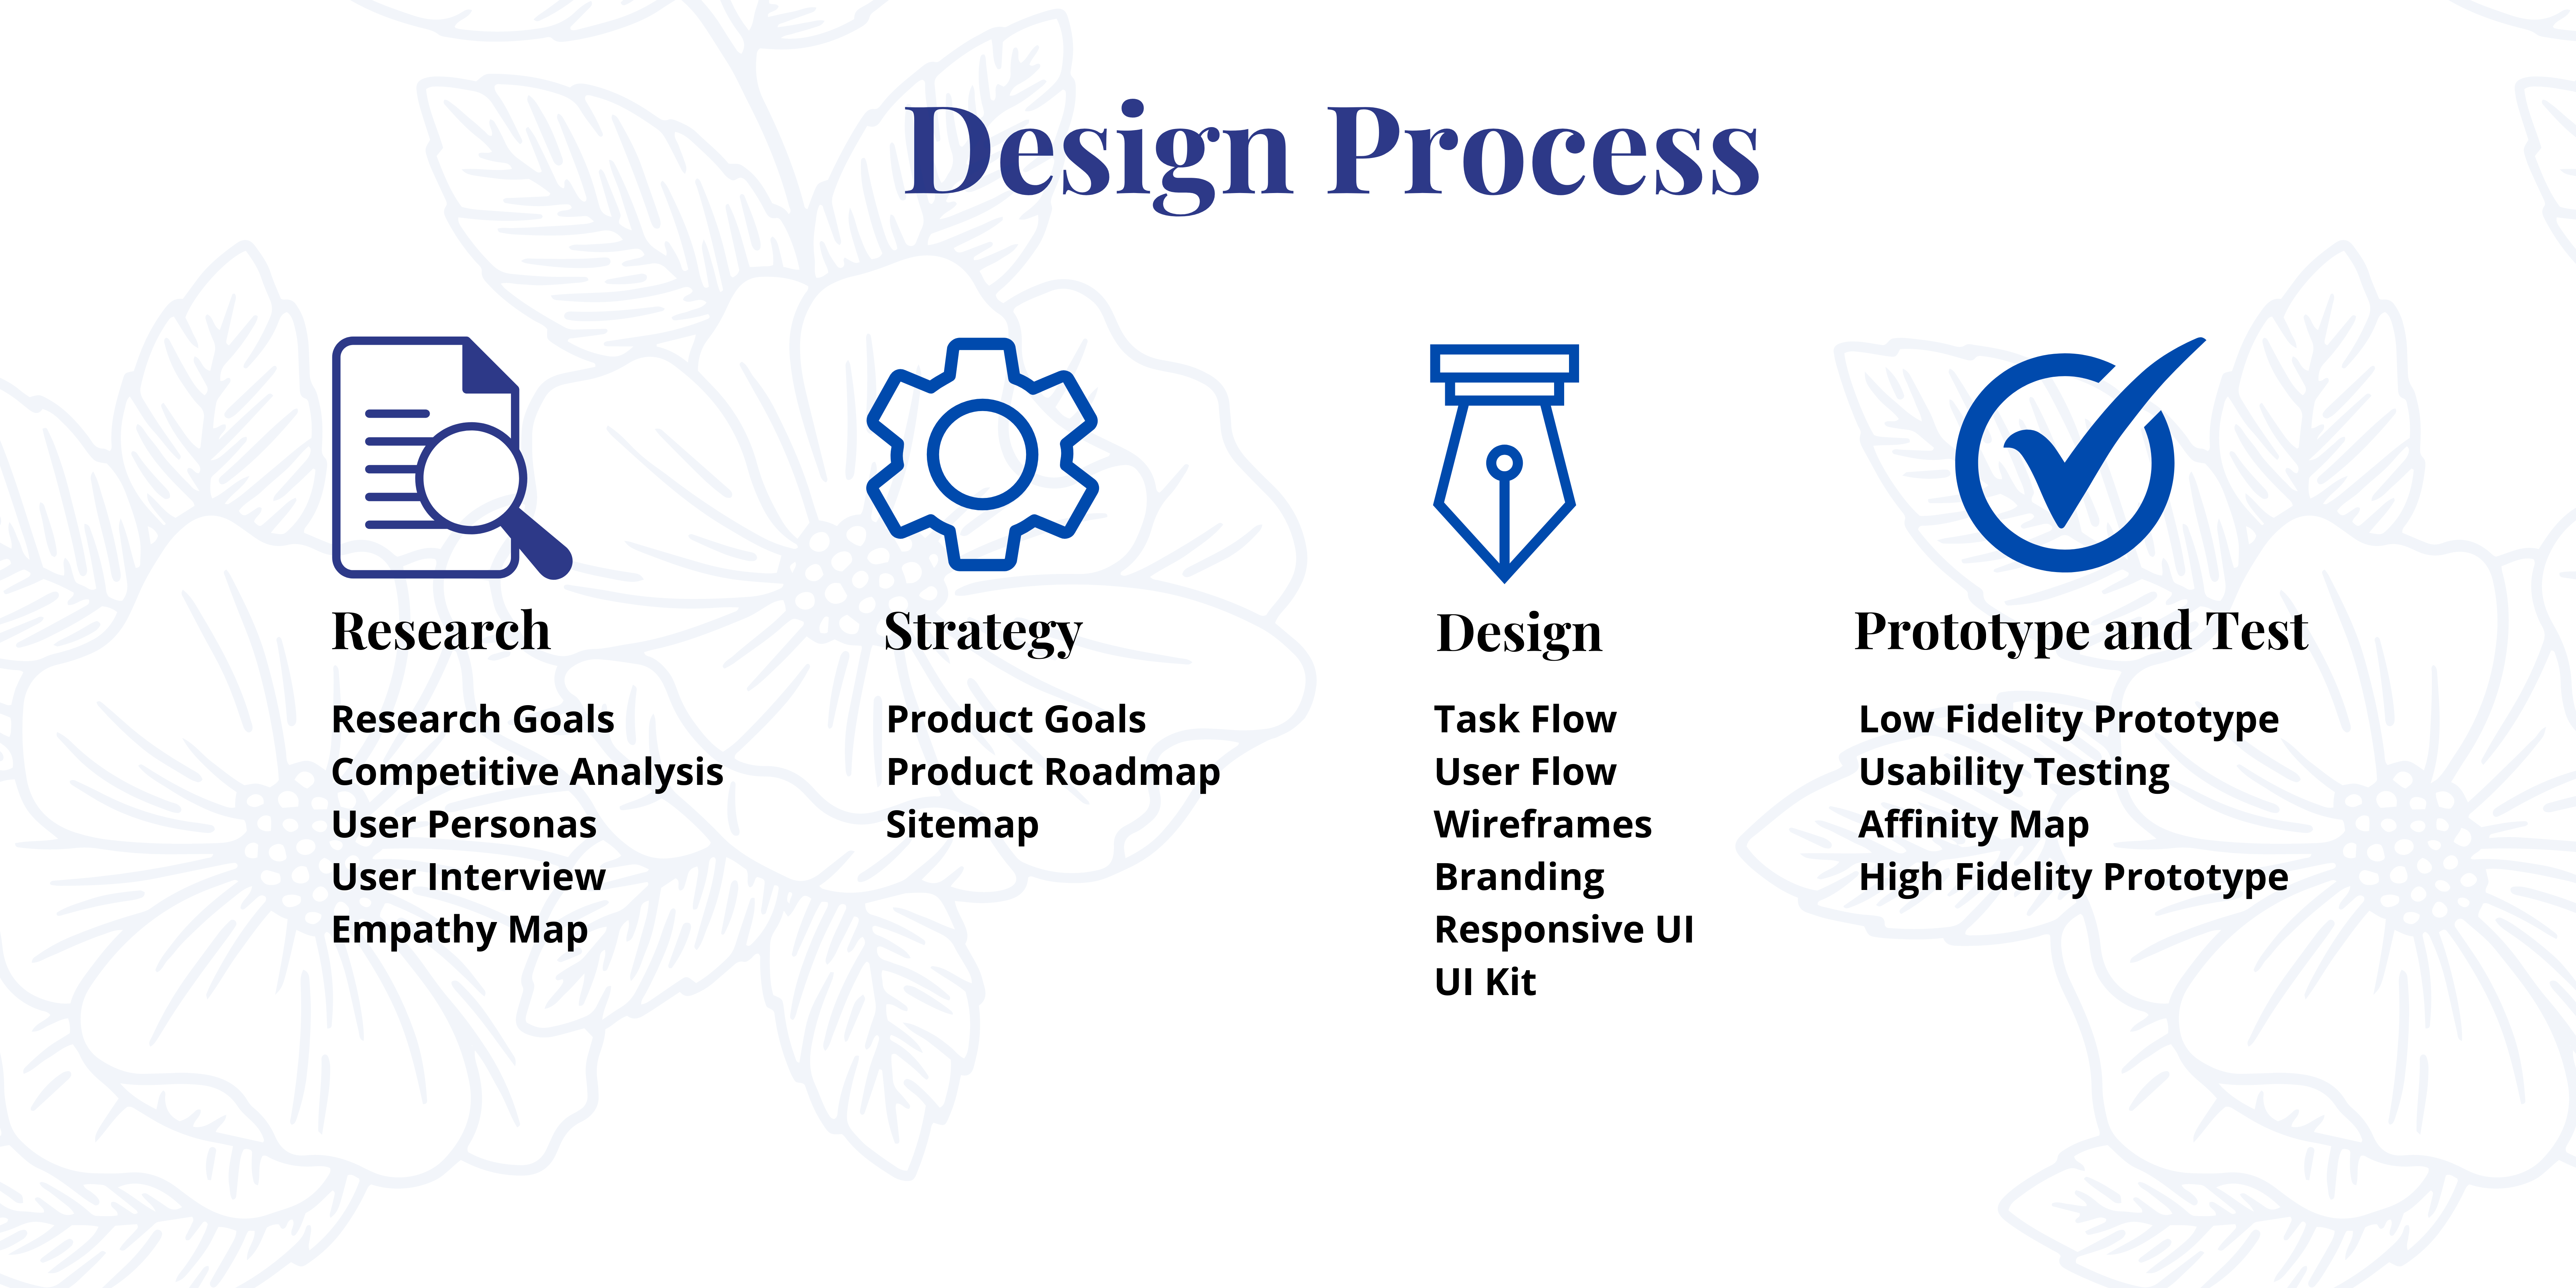 Design Process
Research
Research Goals
Competitive Analysis
User Personas
User Interview
Empathy Map
Strategy
Product Goals
Product Roadmap
Sitemap
Design
Task Flow
User Flow
Wireframes
Branding
Responsive UI
UI Kit
Prototype and Test
Low Fidelity Prototype
Usability Testing
Affinity Map
High Fidelity Prototype